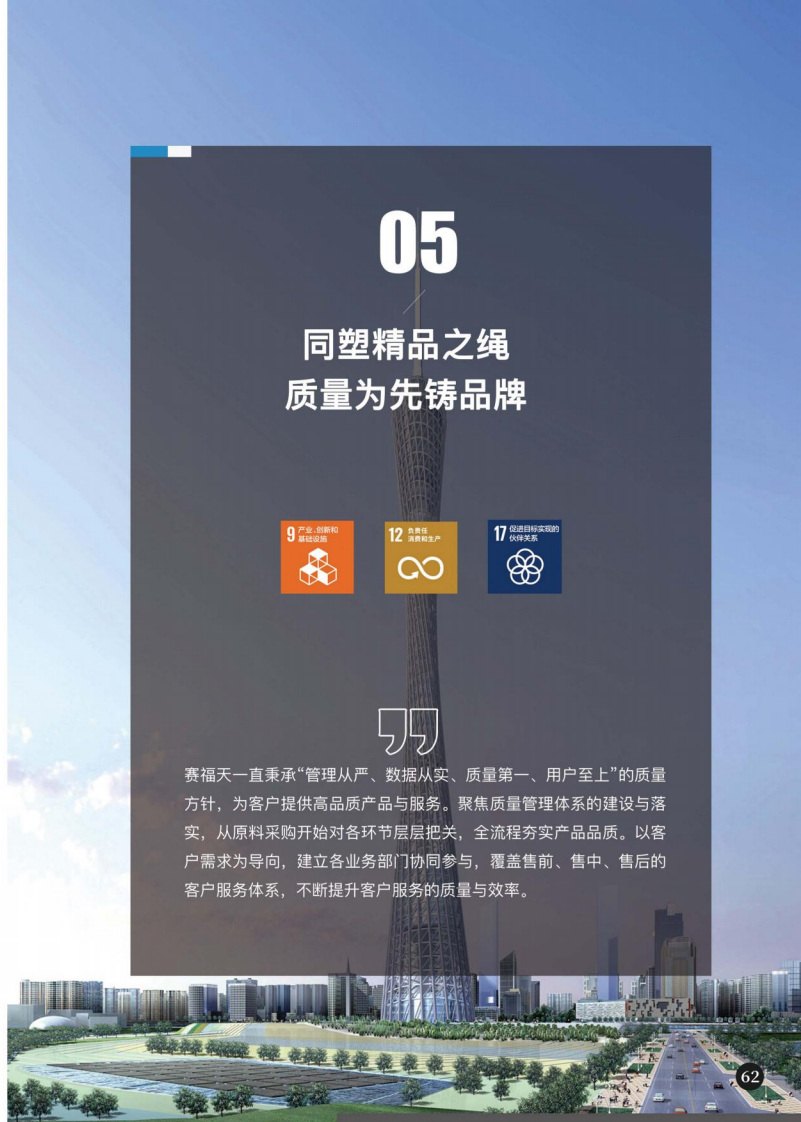 05
同塑精品之绳
质量为先铸品牌
9 产业、创新和
基础设施
12 负责任
消费和生产
17 促进目标实现的
伙伴关系
赛福天一直秉承“管理从严、数据从实、质量第一、用户至上”的质量
方针，为客户提供高品质产品与服务。聚焦质量管理体系的建设与落
实，从原料采购开始对各环节层层把关，全流程夯实产品品质。以客
户需求为导向，建立各业务部门协同参与，覆盖售前、售中、售后的
客户服务体系，不断提升客户服务的质量与效率。
62